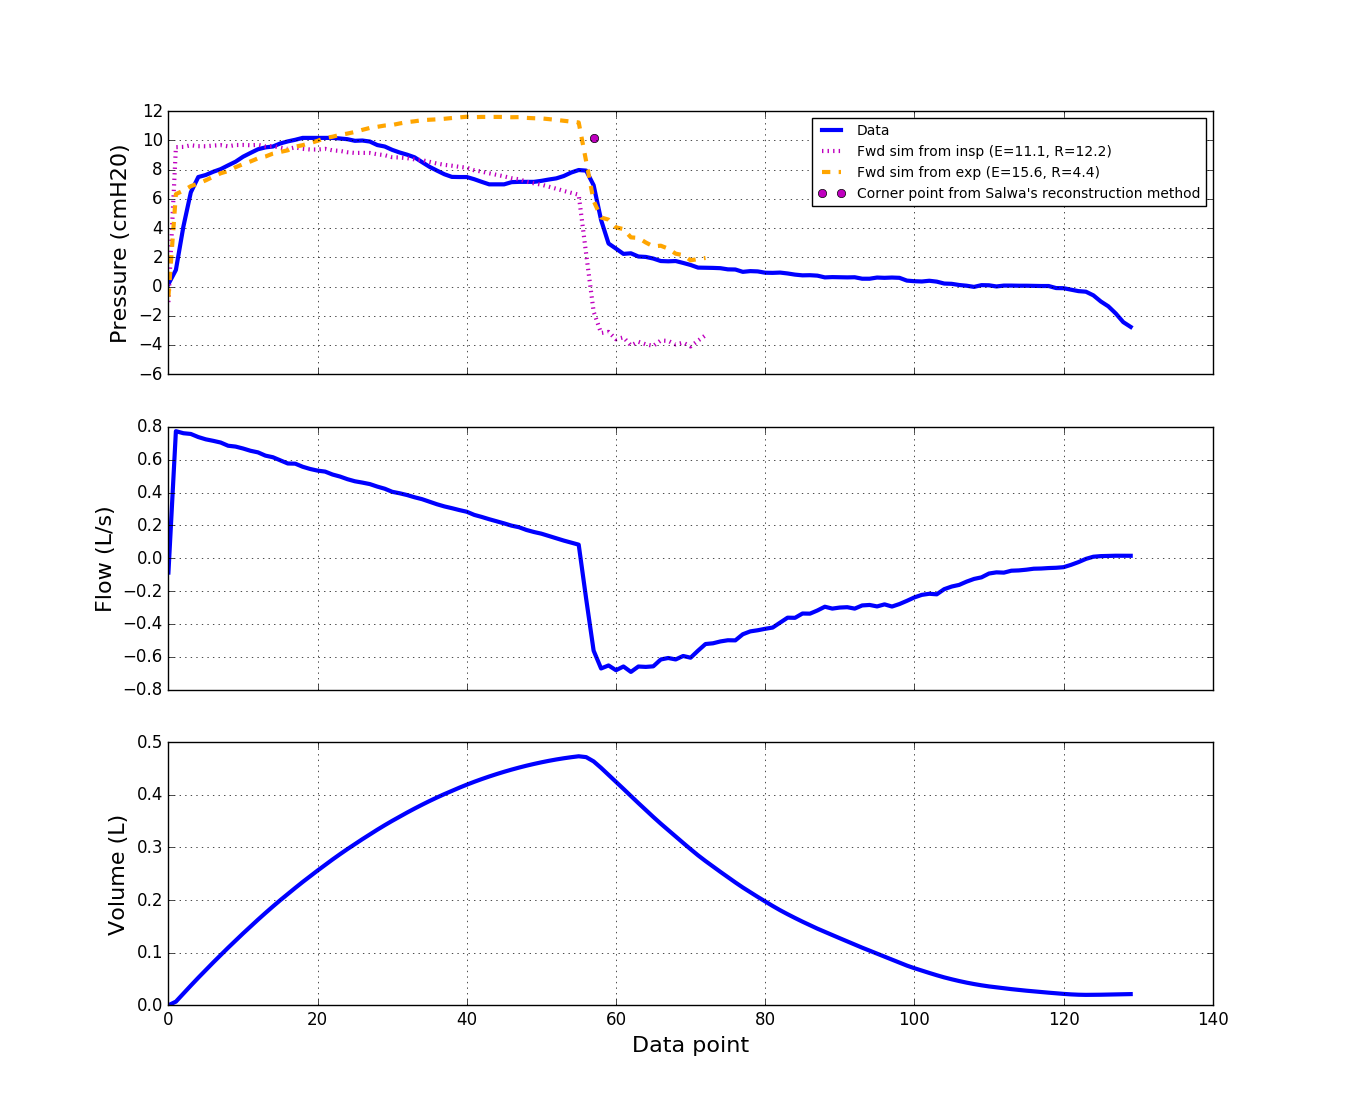 12
10
8
6
4
2
0
−2
−4
−6
Pressure (cmH20)
Data
Fwd sim from insp (E=11.1, R=12.2)
Fwd sim from exp (E=15.6, R=4.4)
Corner point from Salwa's reconstruction method
0.8
0.6
0.4
0.2
0.0
−0.2
−0.4
−0.6
−0.8
Flow (L/s)
0.5
0.4
0.3
0.2
0.1
0.0
Volume (L)
0 20 40 60 80 100 120 140
Data point